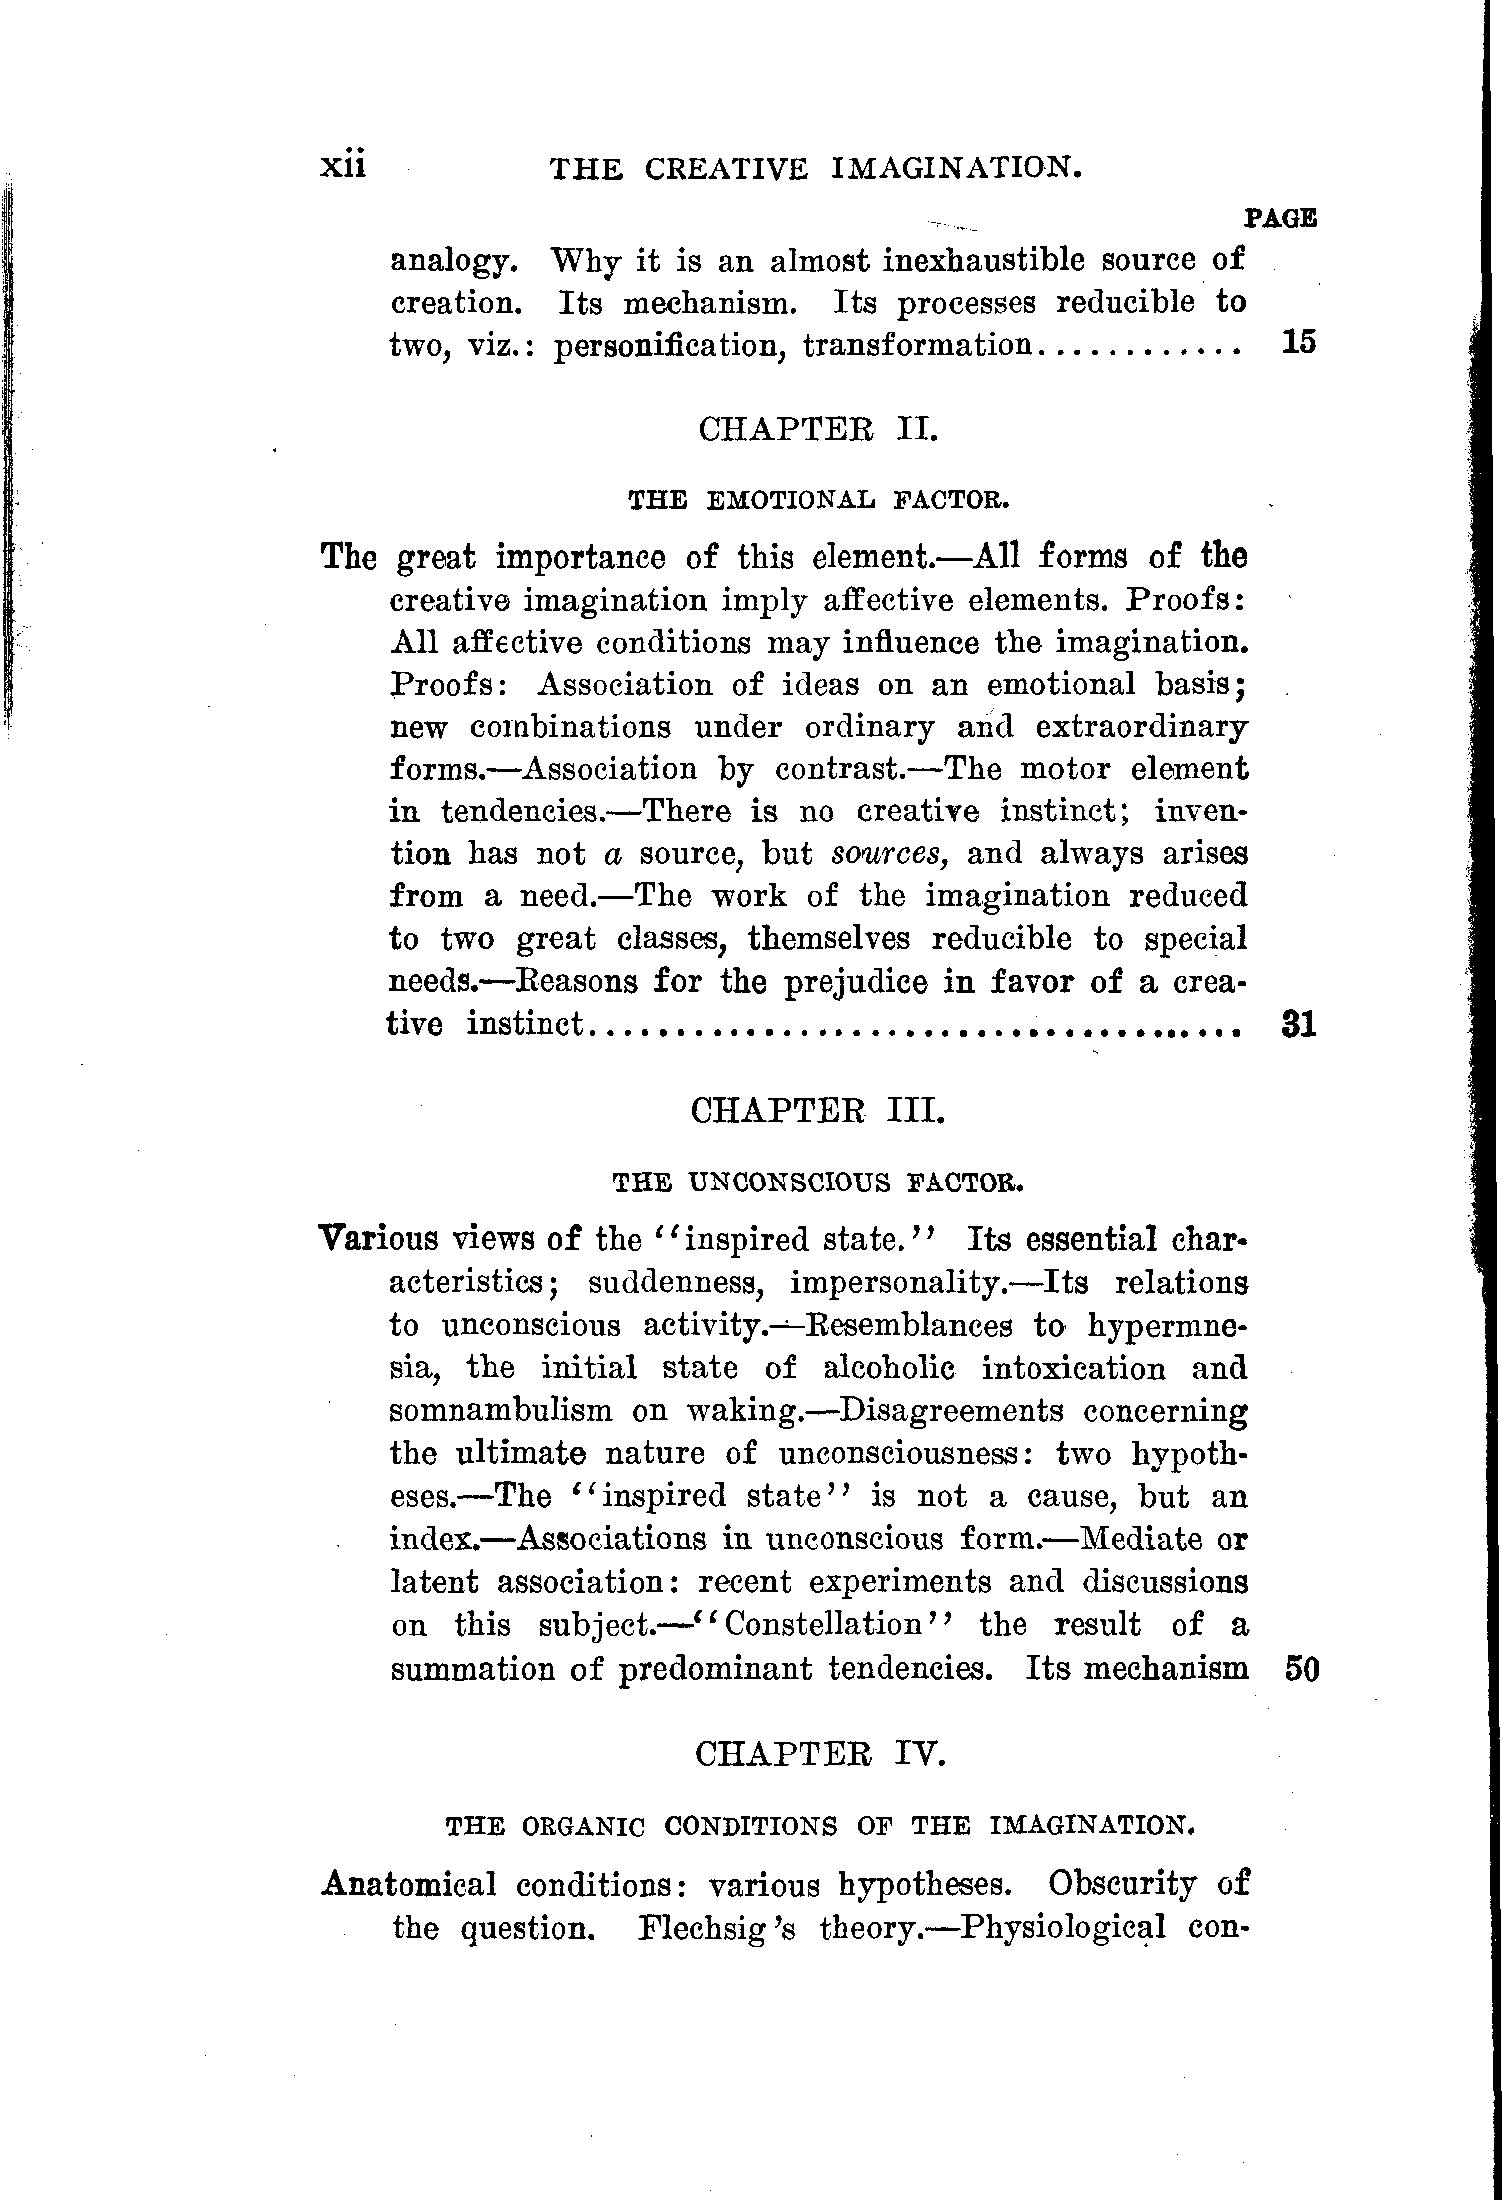 xii THE CREATIVE IMAGINATION.
PAGE
analogy. Why it is an almost inexhaustible source of
creation. Its mechanism. Its processes reducible to
two, viz.: personification, transformation............ 15
CHAPTER II.
THE EMOTIONAL FACTOR.
The great importance of this element.—All forms of the
creative imagination imply affective elements. Proofs:
All affective conditions may influence the imagination.
Proofs: Association of ideas on an emotional basis;
new combinations under ordinary and extraordinary
forms.—Association by contrast.—The motor element
in tendencies.—There is no creative instinct; inven-
tion has not a source, but sources, and always arises
from a need.—The work of the imagination reduced
to two great classes, themselves reducible to special
needs.—Reasons for the prejudice in favor of a crea-
tive instinct...................................... 31
CHAPTER III.
THE UNCONSCIOUS FACTOR.
Various views of the "inspired state." Its essential char-
acteristics; suddenness, impersonality.—Its relations
to unconscious activity.—Resemblances to hypermne-
sia, the initial state of alcoholic intoxication and
somnambulism on waking.—Disagreements concerning
the ultimate nature of unconsciousness: two hypoth-
eses.—The "inspired state" is not a cause, but an
index.—Associations in unconscious form.—Mediate or
latent association: recent experiments and discussions
on this subject.—"Constellation" the result of a
summation of predominant tendencies. Its mechanism 50
CHAPTER IV.
THE ORGANIC CONDITIONS OF THE IMAGINATION.
Anatomical conditions: various hypotheses. Obscurity of
the question. Flechsig's theory.—Physiological con-